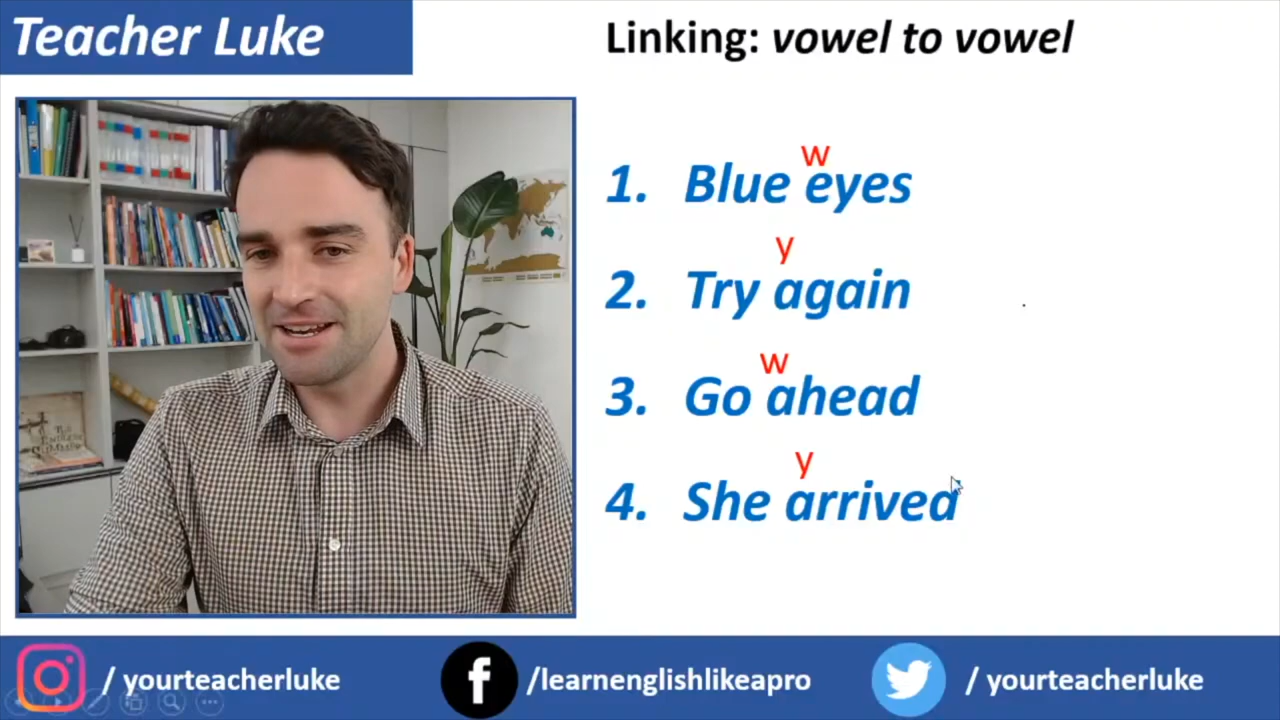 Teacher Luke
Linking: vowel to vowel
w
1. Blue eyes
y
2. Try again
w
3. Go ahead
y
4. She arrived
/ yourteacherluke
/learnenglishlikeapro
/ yourteacherluke